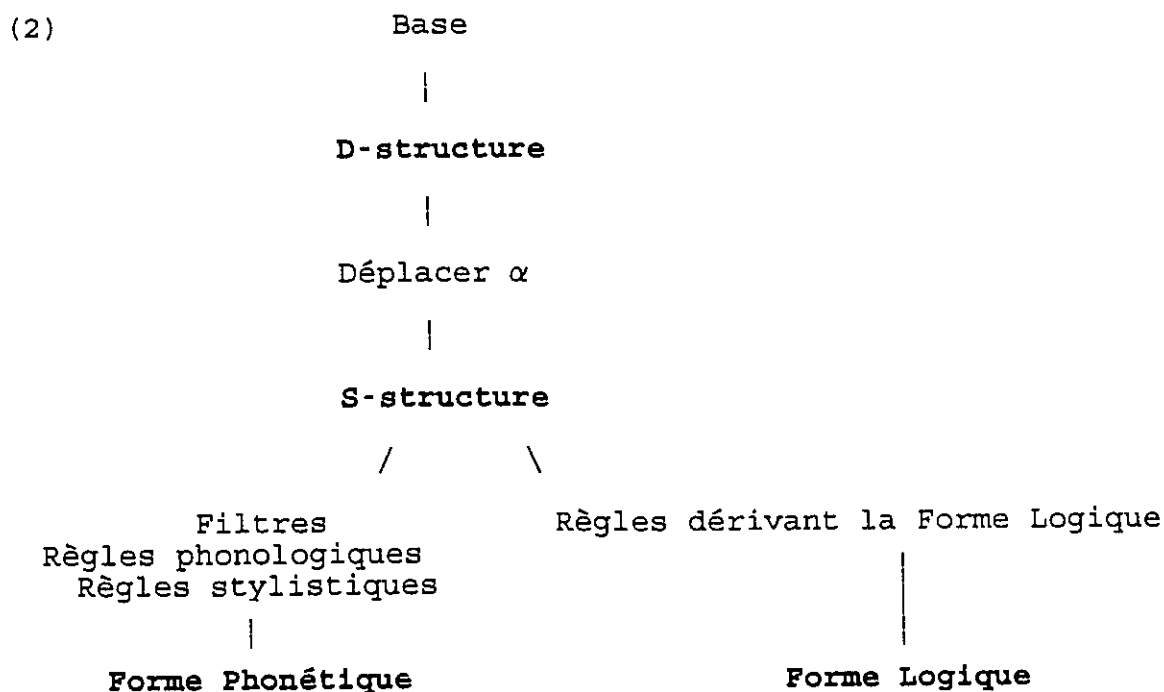 (2) Base
|
D-structure
|
Déplacer α
|
S-structure
/ \
Filtres Règles dérivant la Forme Logique
Règles phonologiques
Règles stylistiques
|
Forme Phonétique Forme Logique